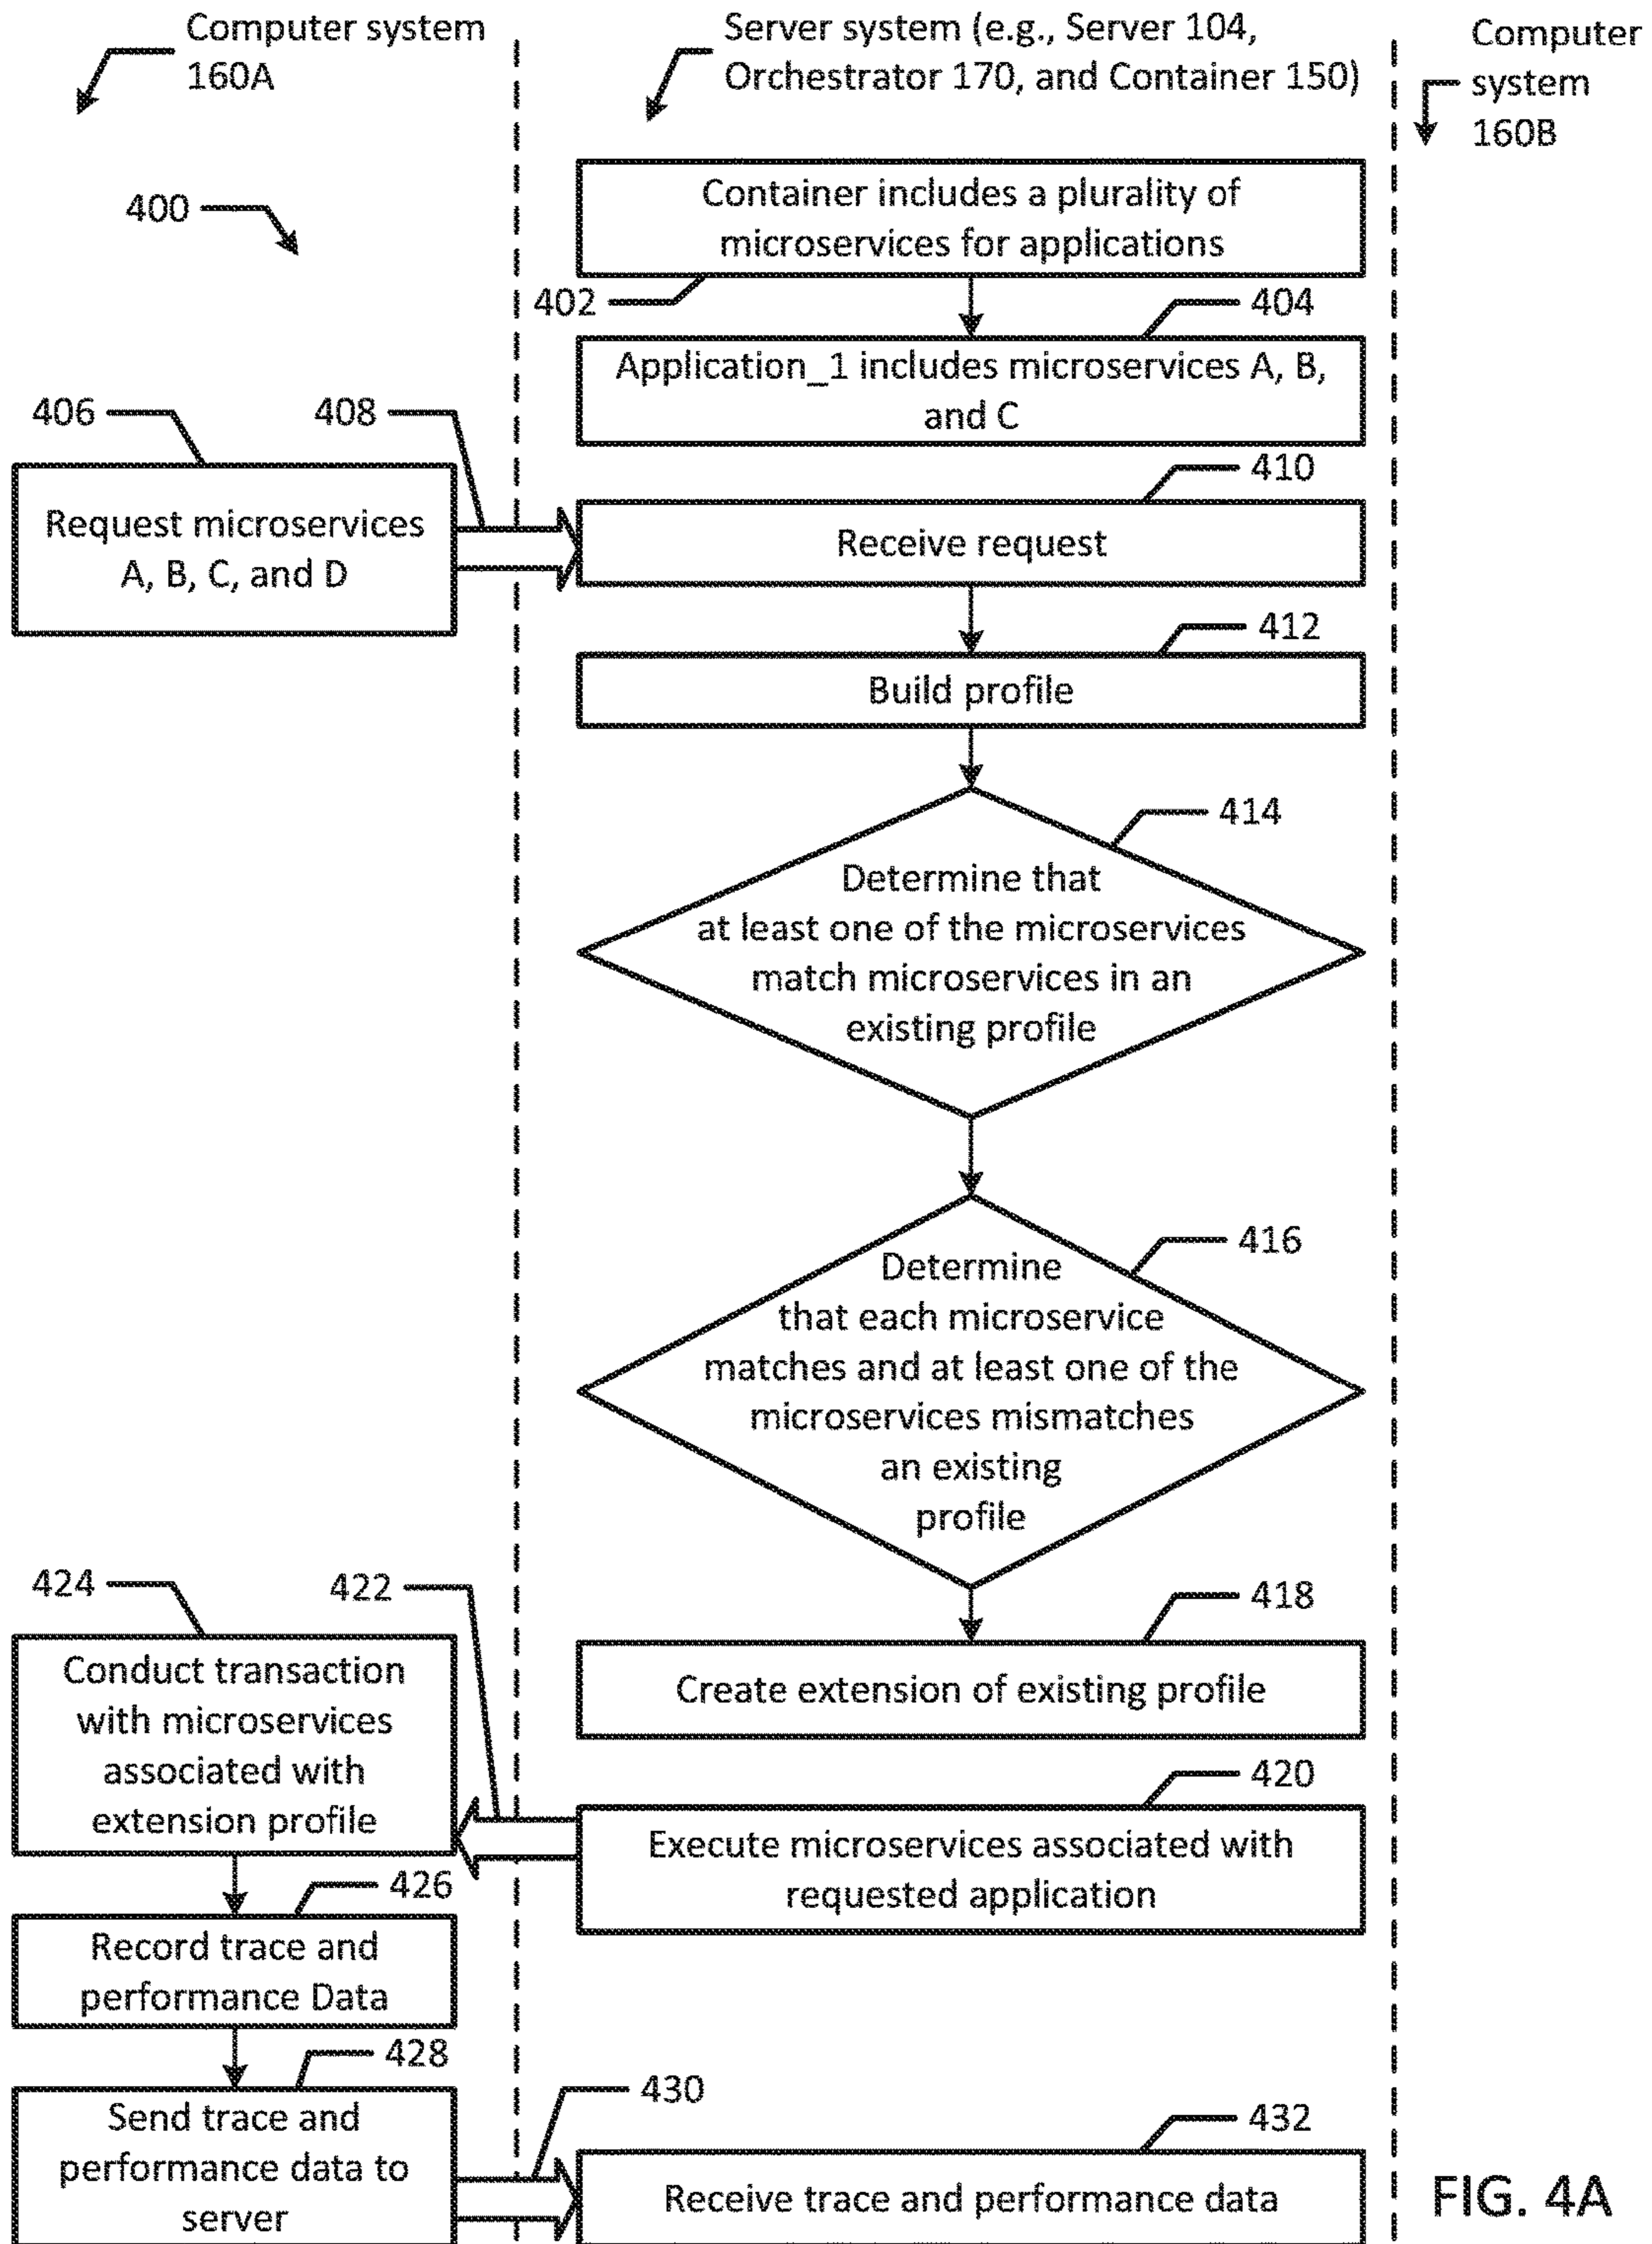 Computer system
160A
Server system (e.g., Server 104,
Orchestrator 170, and Container 150)
Computer
system
160B
400
Container includes a plurality of
microservices for applications
402
404
Application_1 includes microservices A, B,
and C
406
408
410
Request microservices
A, B, C, and D
Receive request
412
Build profile
414
Determine that
at least one of the microservices
match microservices in an
existing profile
416
Determine
that each microservice
matches and at least one of the
microservices mismatches
an existing
profile
424
422
418
Conduct transaction
with microservices
associated with
extension profile
Create extension of existing profile
420
Execute microservices associated with
requested application
426
Record trace and
performance Data
428
Send trace and
performance data to
server
430
432
Receive trace and performance data
FIG. 4A